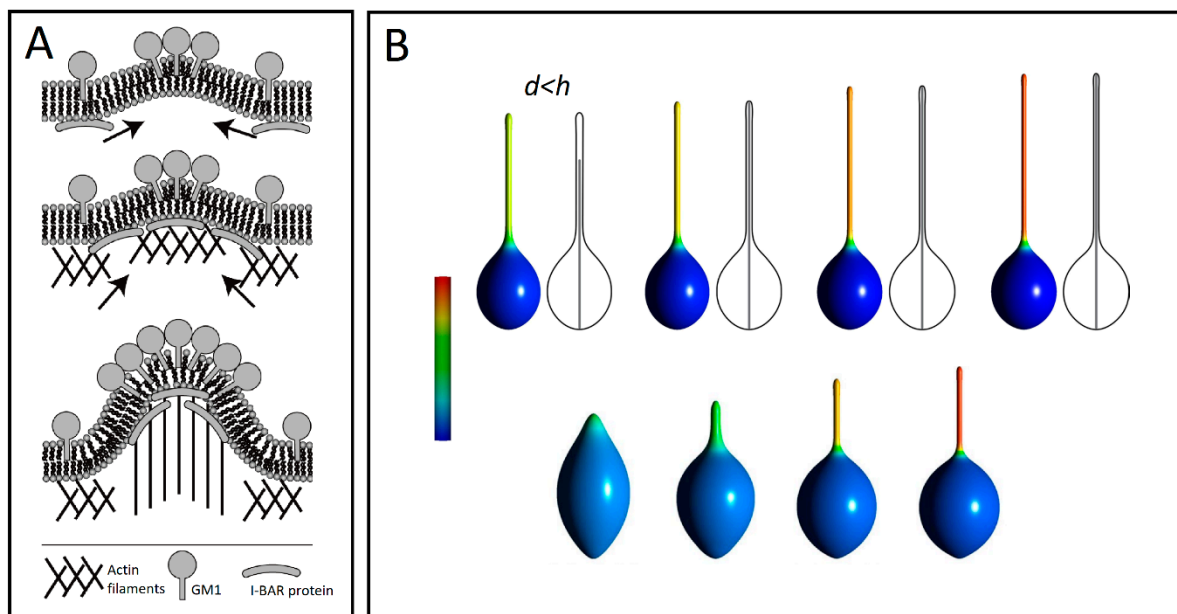 A
Actin
filaments
GM1
I-BAR protein
B
d<h